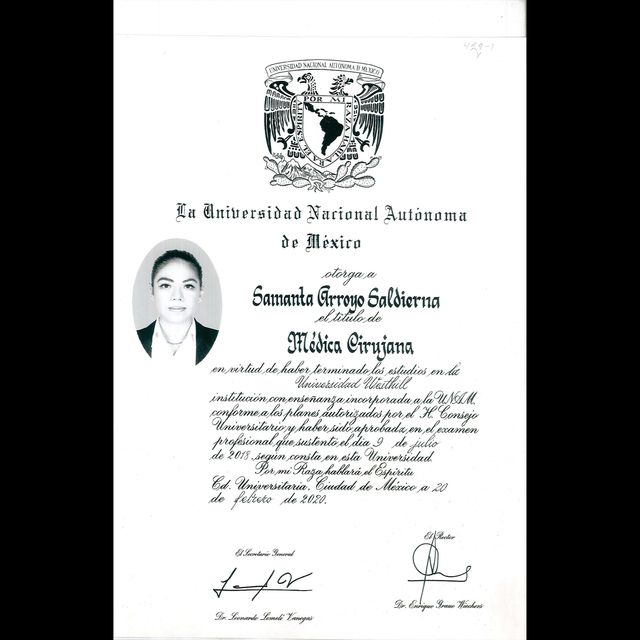 429-1
UNIVERSIDAD NACIONAL AUTÓNOMA D MÉXICO
POR MI RAZA HABLARÁ EL ESPIRITU
La Universidad Nacional Autónoma
de México
otorga a
Samanta Arroyo Saldierna
el título de
Médica Cirujana
en virtud de haber terminado los estudios en la
Universidad Westhill
institución con enseñanza incorporada a la UNAM
conforme a los planes autorizados por el H. Consejo
Universitario y haber sido aprobada en el examen
profesional que sustentó el día 9 de julio
de 2018, según consta en esta Universidad.
Por mi Raza hablará el Espíritu
Cd. Universitaria, Ciudad de México, a 20
de febrero de 2020.
El Secretario General
El Rector
Dr. Leonardo Lomelí Vanegas
Dr. Enrique Graue Wiechers